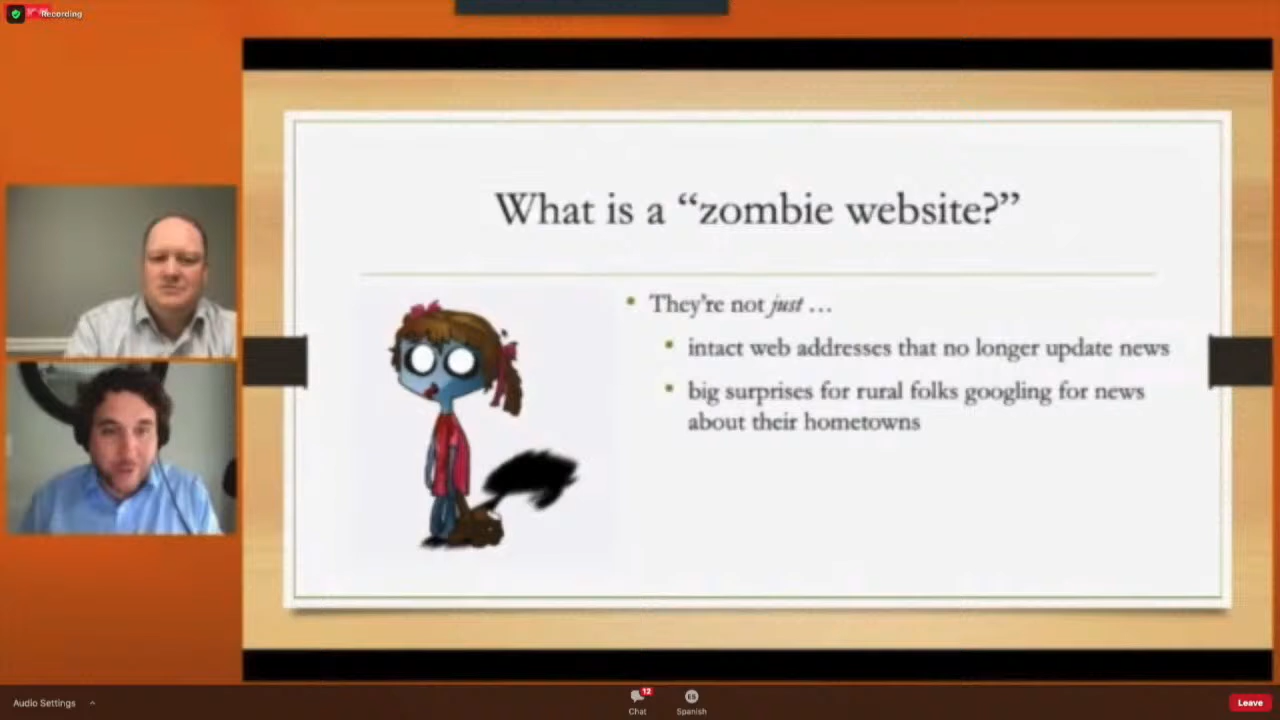 Recording
What is a “zombie website?”
• They’re not just …
• intact web addresses that no longer update news
• big surprises for rural folks googling for news
about their hometowns
Audio Settings
12
Chat
ES
Spanish
Leave